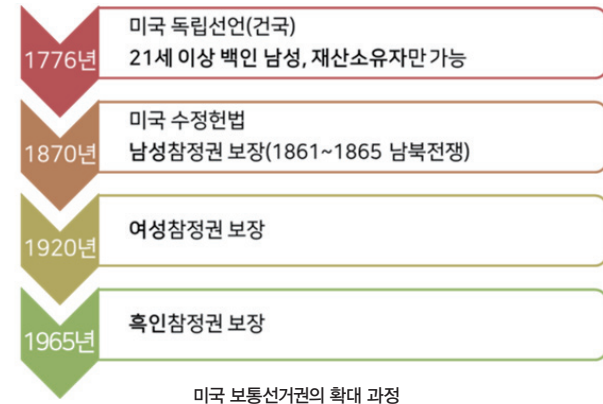 1776년
미국 독립선언(건국)
21세 이상 백인 남성, 재산소유자만 가능
1870년
미국 수정헌법
남성참정권 보장(1861~1865 남북전쟁)
1920년
여성참정권 보장
1965년
흑인참정권 보장
미국 보통선거권의 확대 과정